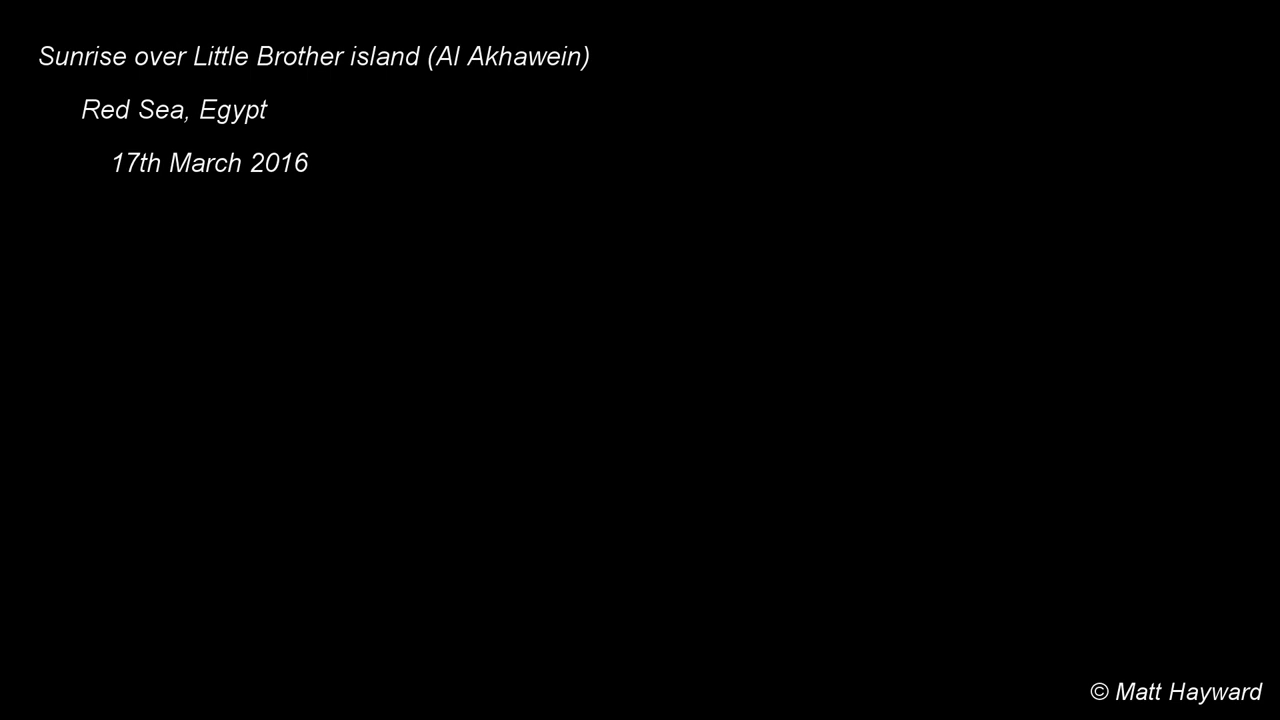 Sunrise over Little Brother island (Al Akhawein)
Red Sea, Egypt
17th March 2016
© Matt Hayward